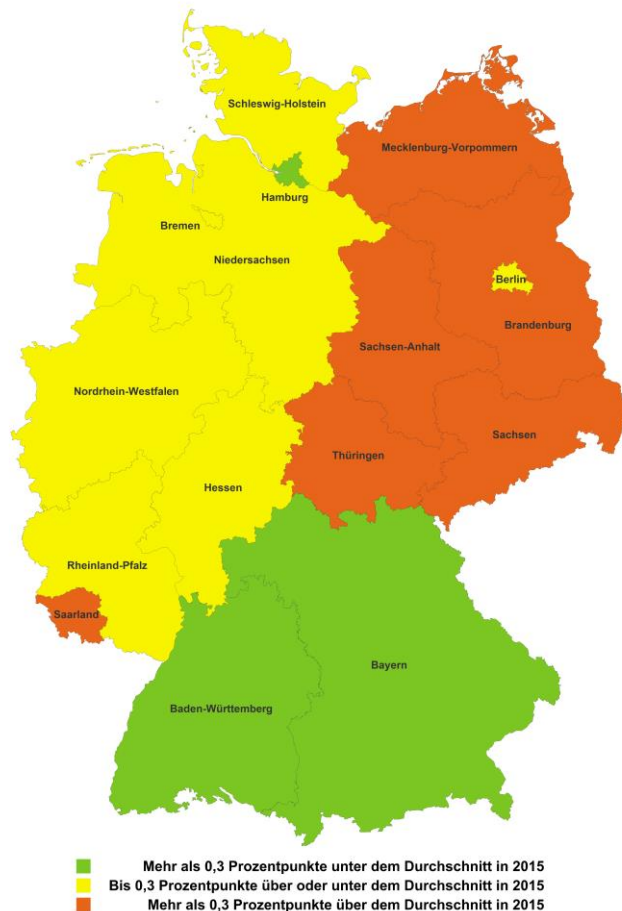 Schleswig-Holstein
Mecklenburg-Vorpommern
Hamburg
Bremen
Niedersachsen
Berlin
Brandenburg
Sachsen-Anhalt
Nordrhein-Westfalen
Sachsen
Thüringen
Hessen
Rheinland-Pfalz
Saarland
Bayern
Baden-Württemberg
Mehr als 0,3 Prozentpunkte unter dem Durchschnitt in 2015
Bis 0,3 Prozentpunkte über oder unter dem Durchschnitt in 2015
Mehr als 0,3 Prozentpunkte über dem Durchschnitt in 2015